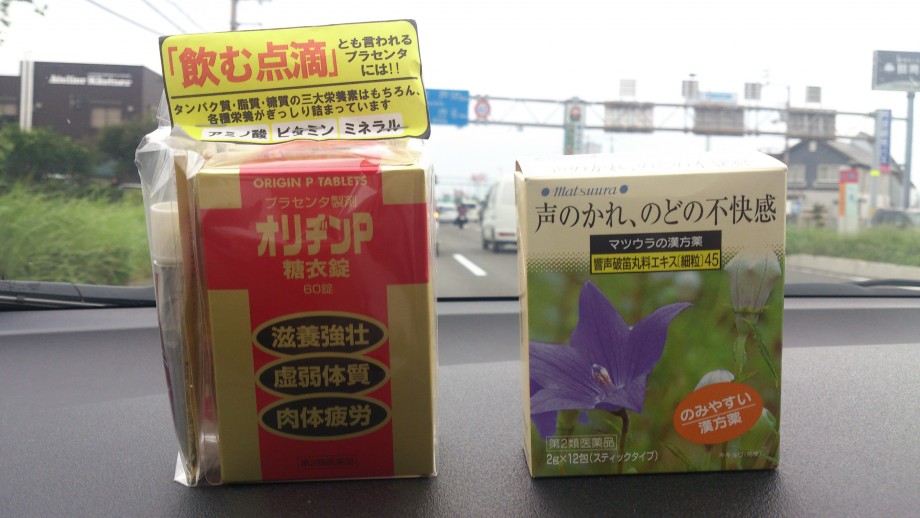 「飲む点滴」
とも言われる
プラセンタ
には!!
タンパク質・脂質・糖質の三大栄養素はもちろん、
各種栄養がぎっしり詰まっています
アミノ酸 ビタミン ミネラル
ORIGIN P TABLETS
プラセンタ製剤
オリヂンP
糖衣錠
60錠
滋養強壮
虚弱体質
肉体疲労
matsuura
声のかれ、のどの不快感
マツウラの漢方薬
響声破笛丸料エキス〔細粒〕45
のみやすい
漢方薬
第2類医薬品
2g×12包(スティックタイプ)